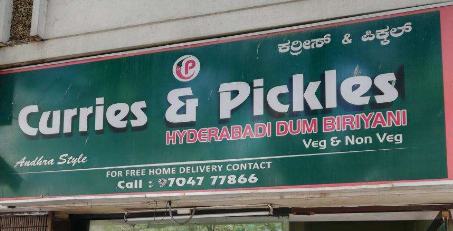 ಕರ್ರೀಸ್ & ಪಿಕ್ಕಲ್
Curries & Pickles
HYDERABADI DUM BIRIYANI
Andhra Style
Veg & Non Veg
FOR FREE HOME DELIVERY CONTACT
Call : 97047 77866